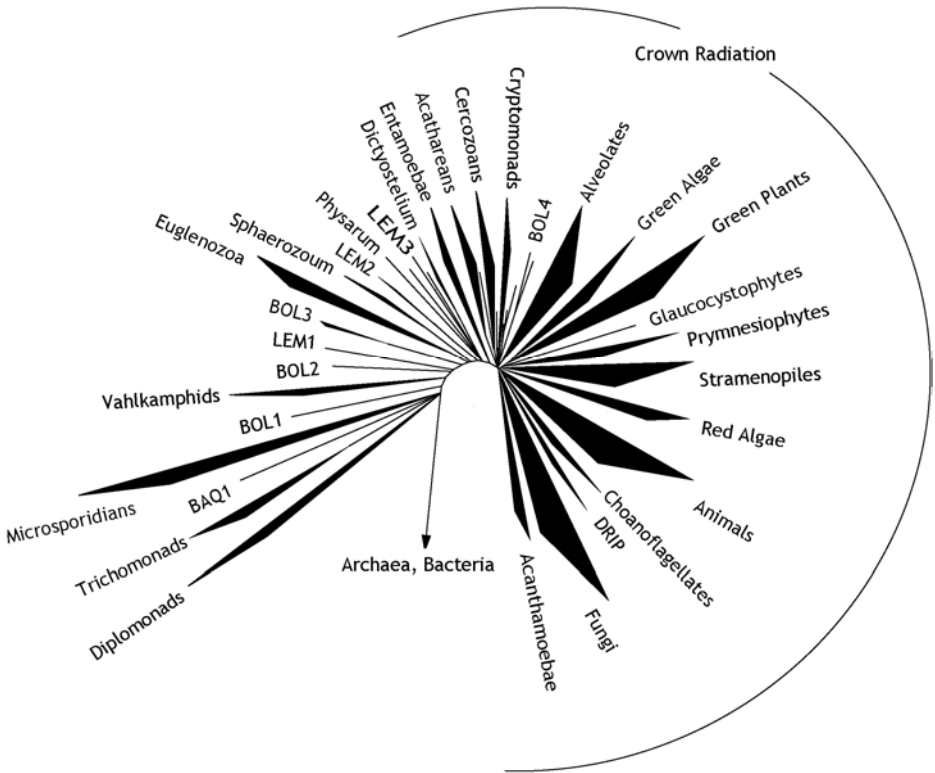 Crown Radiation
Diplomonads
Trichomonads
BAQ1
Microsporidians
BOL1
Vahlkamphids
BOL2
LEM1
BOL3
Euglenozoa
Sphaerozoum
LEM2
Physarum
LEM3
Dictyostelium
Entamoebae
Acathareans
Cercozoans
Cryptomonads
BOL4
Alveolates
Green Algae
Green Plants
Glaucocystophytes
Prymnesiophytes
Stramenopiles
Red Algae
Animals
Choanoflagellates
DRIP
Fungi
Acanthamoebae
Archaea, Bacteria